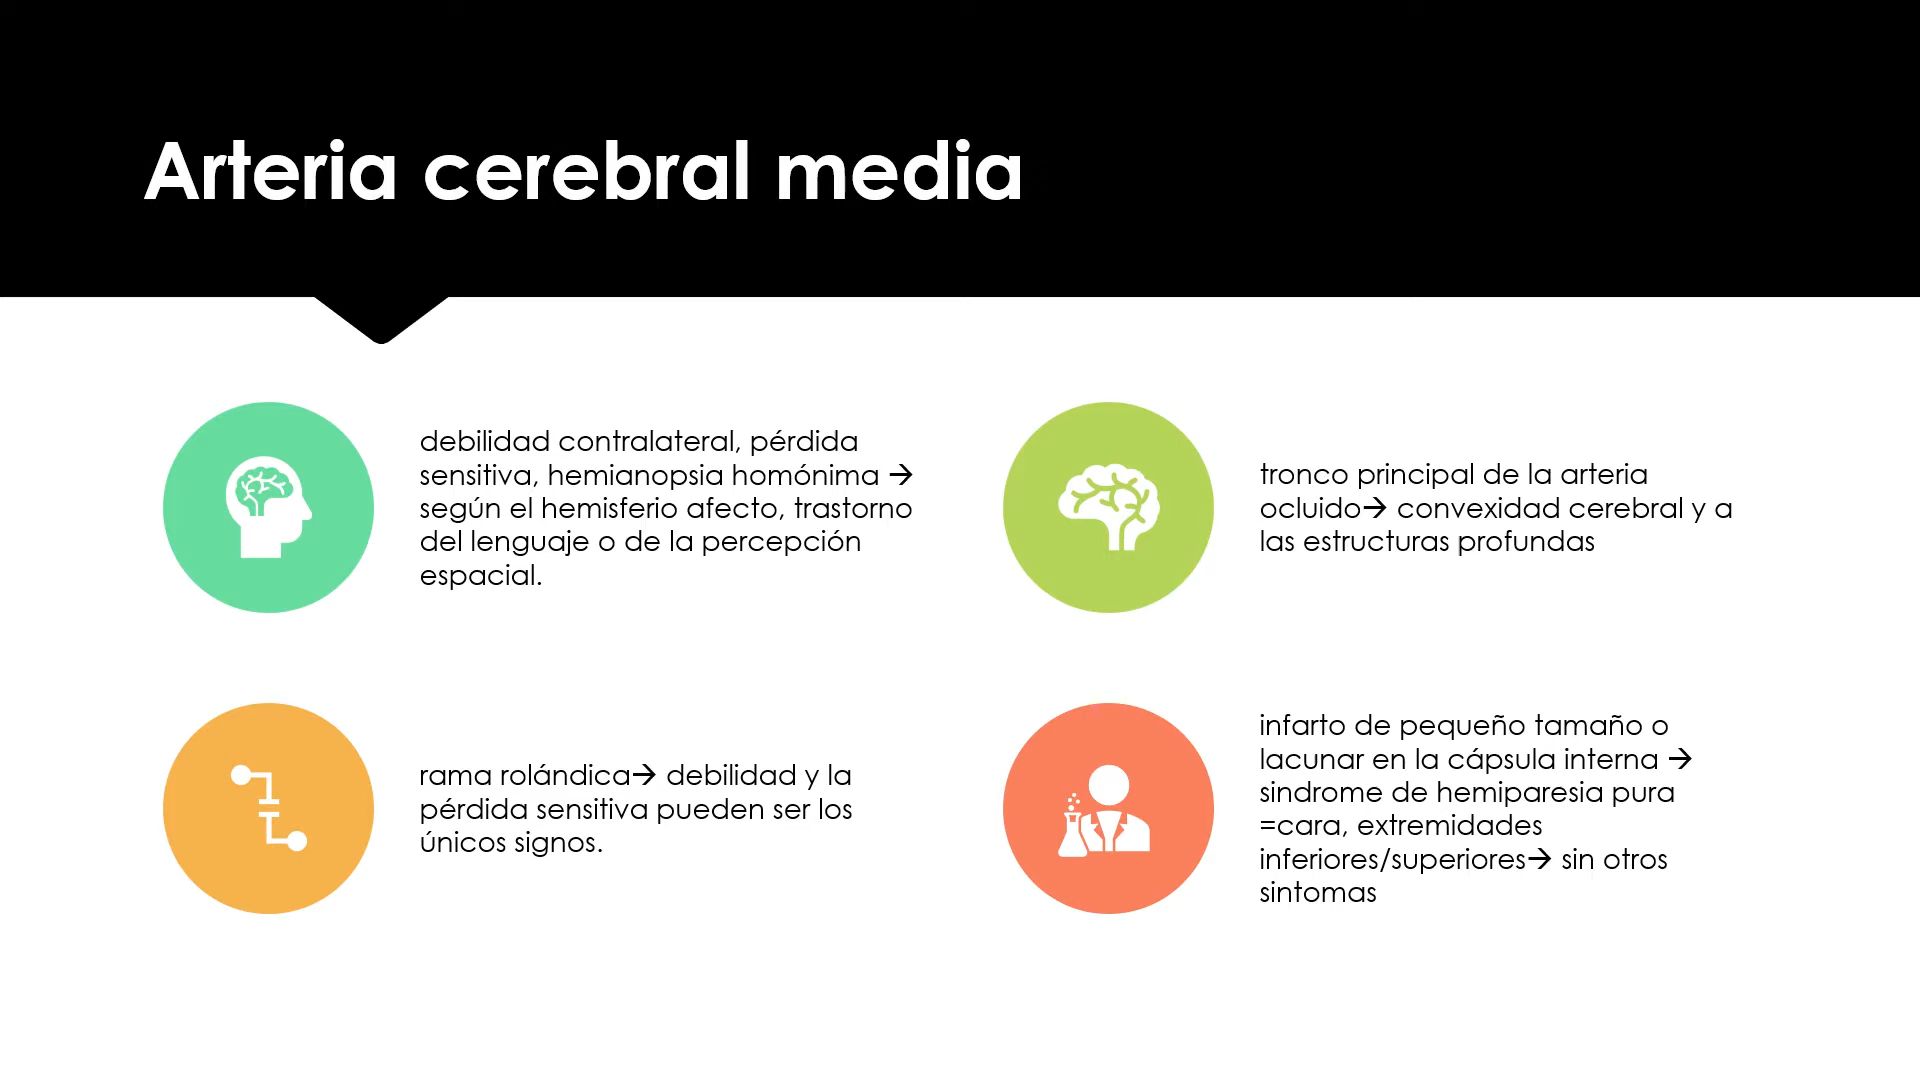 Arteria cerebral media
debilidad contralateral, pérdida
sensitiva, hemianopsia homónima →
según el hemisferio afecto, trastorno
del lenguaje o de la percepción
espacial.
tronco principal de la arteria
ocluido→ convexidad cerebral y a
las estructuras profundas
rama rolándica→ debilidad y la
pérdida sensitiva pueden ser los
únicos signos.
infarto de pequeño tamaño o
lacunar en la cápsula interna →
sindrome de hemiparesia pura
=cara, extremidades
inferiores/superiores→ sin otros
sintomas